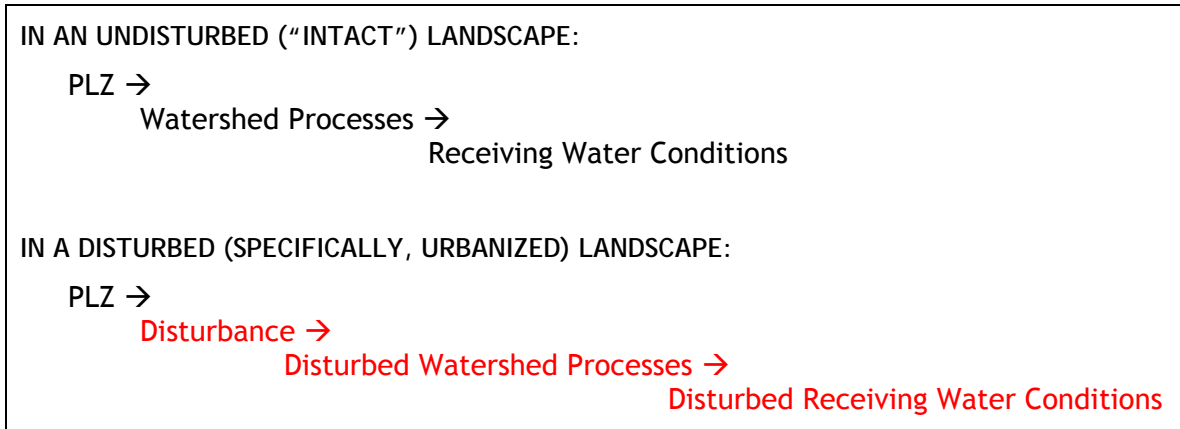 IN AN UNDISTURBED (“INTACT”) LANDSCAPE:
PLZ →
Watershed Processes →
Receiving Water Conditions
IN A DISTURBED (SPECIFICALLY, URBANIZED) LANDSCAPE:
PLZ →
Disturbance →
Disturbed Watershed Processes →
Disturbed Receiving Water Conditions